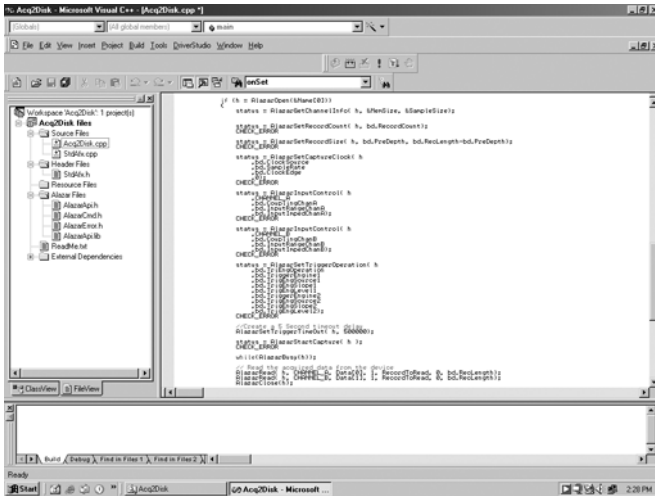 Acq2Disk - Microsoft Visual C++ - [Acq2Disk.cpp *]
(Globals) (All global members) main
File Edit View Insert Project Build Tools DriverStudio Window Help
onSet
Workspace 'Acq2Disk': 1 project(s)
Acq2Disk files
Source Files
Acq2Disk.cpp
StdAfx.cpp
Header Files
StdAfx.h
Resource Files
Alazar Files
AlazarApi.h
AlazarCmd.h
AlazarError.h
AlazarApi.lib
ReadMe.txt
External Dependencies
ClassView FileView
if (h = AlazarOpen(&Name[0]))
{
status = AlazarGetChannelInfo( h, &MemSize, &SampleSize);
status = AlazarSetRecordCount( h, bd.RecordCount);
CHECK_ERROR
status = AlazarSetRecordSize( h, bd.PreDepth, bd.RecLength-bd.PreDepth);
CHECK_ERROR
status = AlazarSetCaptureClock( h
,bd.ClockSource
,bd.SampleRate
,bd.ClockEdge
,0);
CHECK_ERROR
status = AlazarInputControl( h
,CHANNEL_A
,bd.CouplingChanA
,bd.InputRangeChanA
,bd.InputImpedChanA);
CHECK_ERROR
status = AlazarInputControl( h
,CHANNEL_B
,bd.CouplingChanB
,bd.InputRangeChanB
,bd.InputImpedChanB);
CHECK_ERROR
status = AlazarSetTriggerOperation( h
,bd.TriEngOperation
,bd.TriggerEngine1
,bd.TrigEngSource1
,bd.TrigEngSlope1
,bd.TrigEngLevel1
,bd.TriggerEngine2
,bd.TrigEngSource2
,bd.TrigEngSlope2
,bd.TrigEngLevel2);
CHECK_ERROR
//Create a 5 Second timeout delay
AlazarSetTriggerTimeOut( h, 500000);
status = AlazarStartCapture( h );
CHECK_ERROR
while(AlazarBusy(h));
// Read the acquired data from the device
AlazarRead( h, CHANNEL_A, Data[0], 1, RecordToRead, 0, bd.RecLength);
AlazarRead( h, CHANNEL_B, Data[1], 1, RecordToRead, 0, bd.RecLength);
AlazarClose(h);
Build Debug Find in Files 1 Find in Files 2
Ready
Start Acq2Disk Acq2Disk - Microsoft ... 2:28 PM